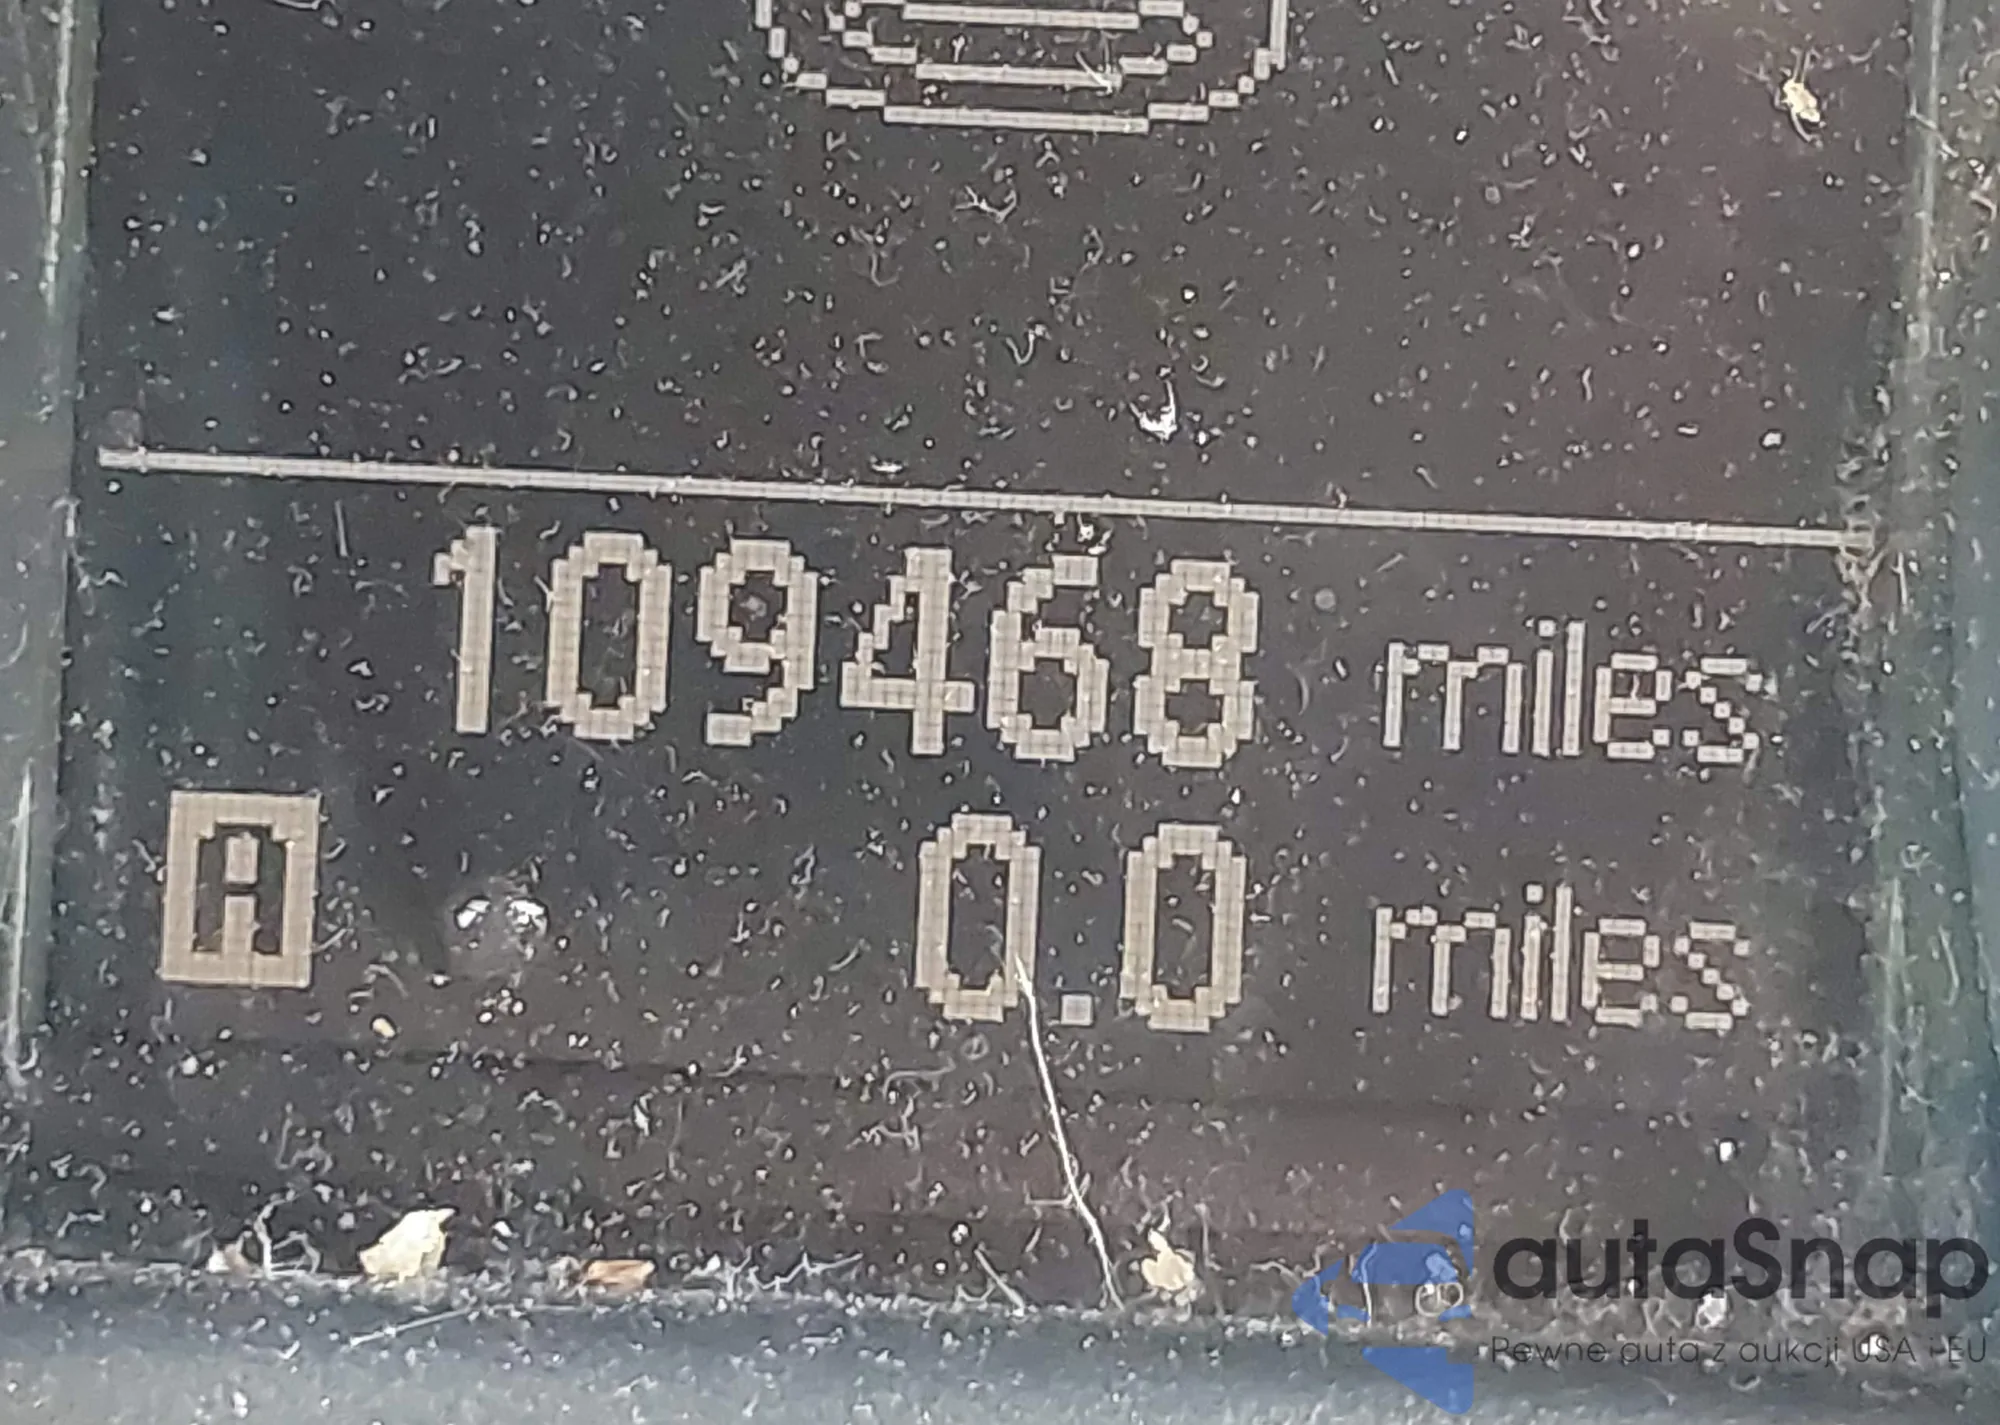 109468 miles
A 0.0 miles
autaSnap
Pewne auta z aukcji USA i EU